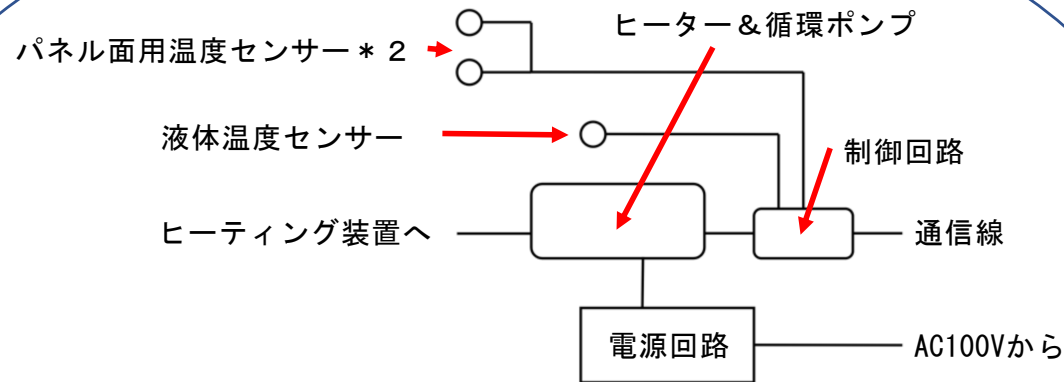 ヒーター＆循環ポンプ
パネル面用温度センサー＊２
液体温度センサー
制御回路
ヒーティング装置へ
通信線
電源回路
AC100Vから